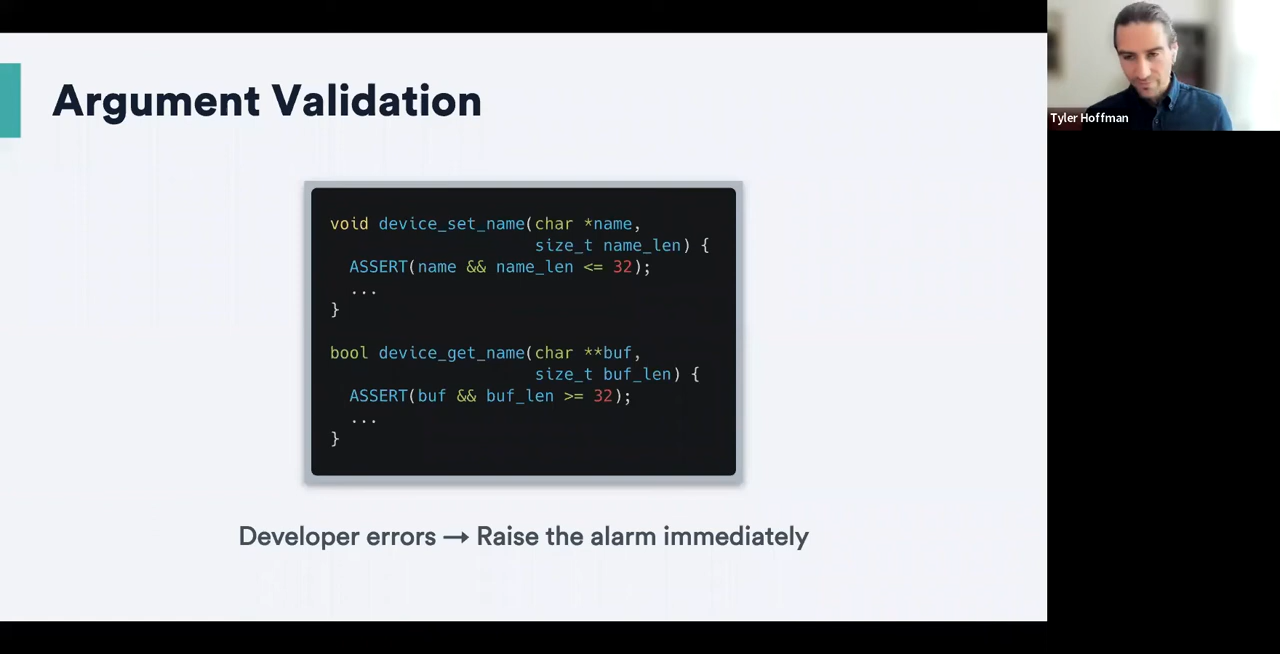 Argument Validation
Tyler Hoffman
void device_set_name(char *name,
size_t name_len) {
ASSERT(name && name_len <= 32);
...
}
bool device_get_name(char **buf,
size_t buf_len) {
ASSERT(buf && buf_len >= 32);
...
}
Developer errors → Raise the alarm immediately